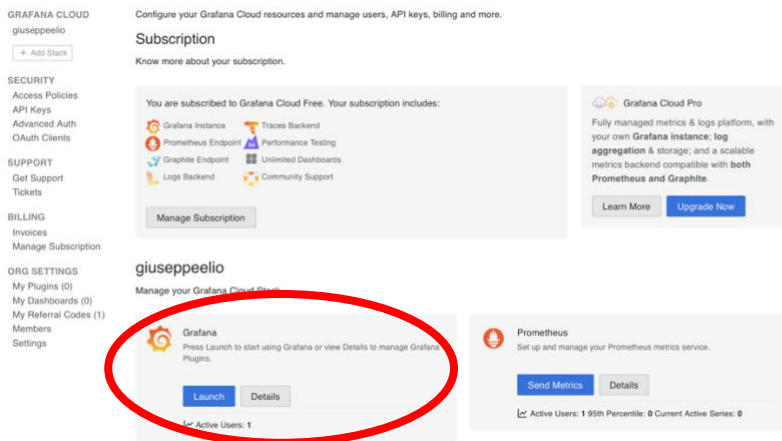 GRAFANA CLOUD
giuseppeelio
+ Add Stack
SECURITY
Access Policies
API Keys
Advanced Auth
OAuth Clients
SUPPORT
Get Support
Tickets
BILLING
Invoices
Manage Subscription
ORG SETTINGS
My Plugins (0)
My Dashboards (0)
My Referral Codes (1)
Members
Settings
Configure your Grafana Cloud resources and manage users, API keys, billing and more.
Subscription
Know more about your subscription.
You are subscribed to Grafana Cloud Free. Your subscription includes:
Grafana Instance
Traces Backend
Prometheus Endpoint
Performance Testing
Graphite Endpoint
Unlimited Dashboards
Logs Backend
Community Support
Manage Subscription
Grafana Cloud Pro
Fully managed metrics & logs platform, with
your own Grafana instance; log
aggregation & storage; and a scalable
metrics backend compatible with both
Prometheus and Graphite.
Learn More
Upgrade Now
giuseppeelio
Manage your Grafana Cloud Stack
Grafana
Press Launch to start using Grafana or view Details to manage Grafana
Plugins.
Launch
Details
Active Users: 1
Prometheus
Set up and manage your Prometheus metrics service.
Send Metrics
Details
Active Users: 1 95th Percentile: 0 Current Active Series: 0